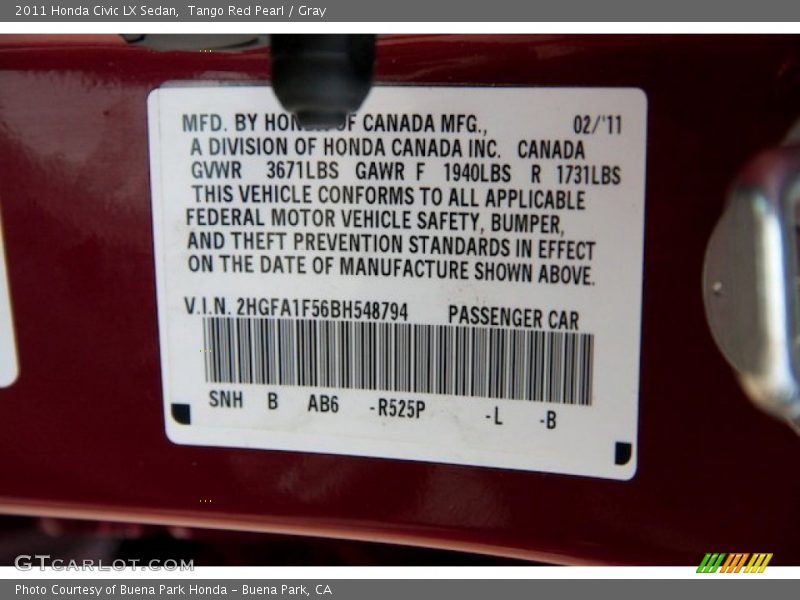 2011 Honda Civic LX Sedan, Tango Red Pearl / Gray
MFD. BY OF CANADA MFG., 02/'11
A DIVISION OF HONDA CANADA INC. CANADA
GVWR 3671LBS GAWR F 1940LBS R 1731LBS
THIS VEHICLE CONFORMS TO ALL APPLICABLE
FEDERAL MOTOR VEHICLE SAFETY, BUMPER,
AND THEFT PREVENTION STANDARDS IN EFFECT
ON THE DATE OF MANUFACTURE SHOWN ABOVE.
V.I.N. 2HGFA1F56BH548794 PASSENGER CAR
SNH B AB6 -R525P -L -B
GTCARLOT.COM
Photo Courtesy of Buena Park Honda – Buena Park, CA